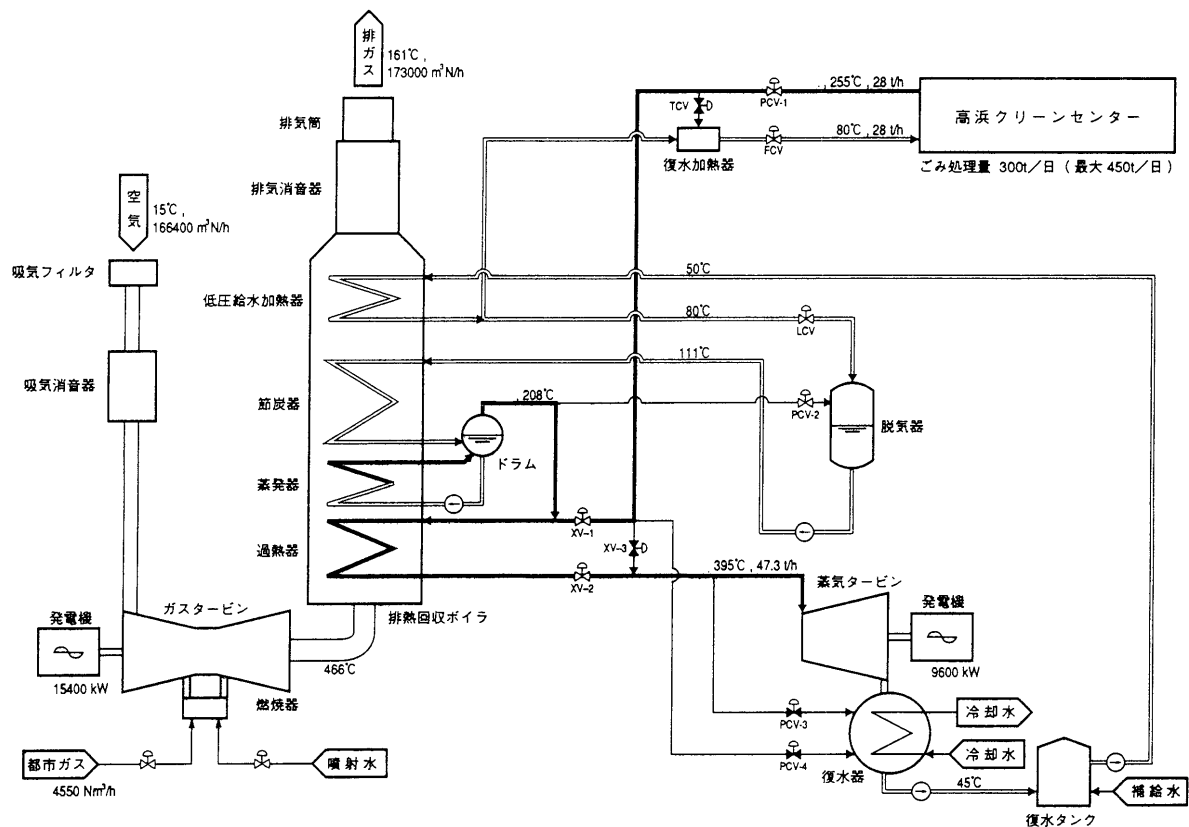 排ガス
161℃,
173000 m³N/h
排気筒
排気消音器
空気
15℃,
166400 m³N/h
吸気フィルタ
吸気消音器
255℃, 28 t/h
TCV
PCV-1
高浜クリーンセンター
80℃, 28 t/h
復水加熱器
FCV
ごみ処理量 300t/日 (最大 450t/日)
50℃
低圧給水加熱器
80℃
LCV
111℃
節炭器
208℃
PCV-2
脱気器
ドラム
蒸発器
XV-1
過熱器
XV-3
XV-2
395℃, 47.3 t/h
蒸気タービン
排熱回収ボイラ
発電機
ガスタービン
466℃
15400 kW
燃焼器
発電機
9600 kW
冷却水
PCV-3
冷却水
PCV-4
復水器
都市ガス
4550 Nm³/h
噴射水
45℃
補給水
復水タンク